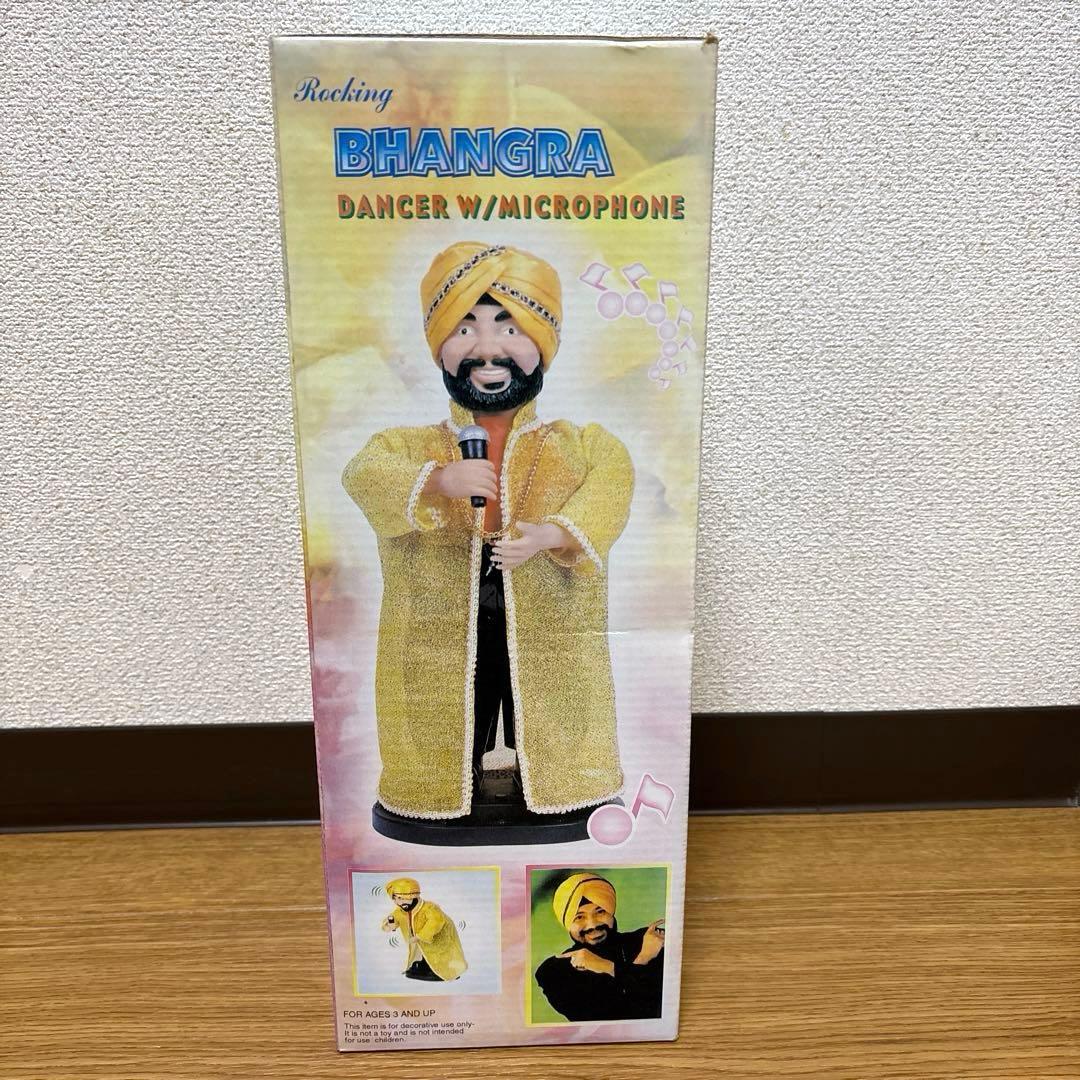 Rocking
BHANGRA
DANCER W/MICROPHONE
FOR AGES 3 AND UP
This item is for decorative use only-
It is not a toy and is not intended
for use children.